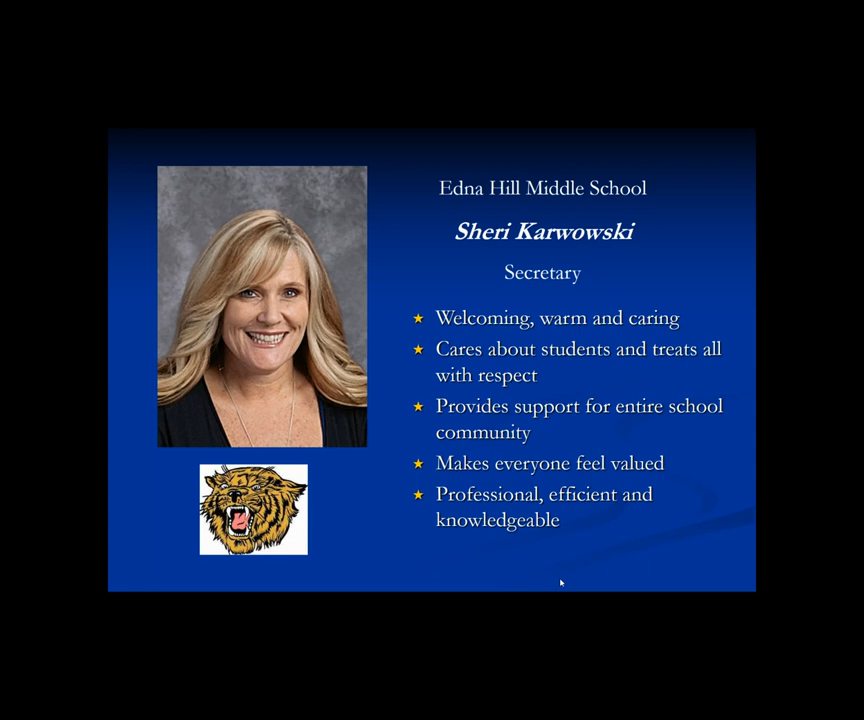 Edna Hill Middle School
Sheri Karwowski
Secretary
Welcoming, warm and caring
Cares about students and treats all
with respect
Provides support for entire school
community
Makes everyone feel valued
Professional, efficient and
knowledgeable